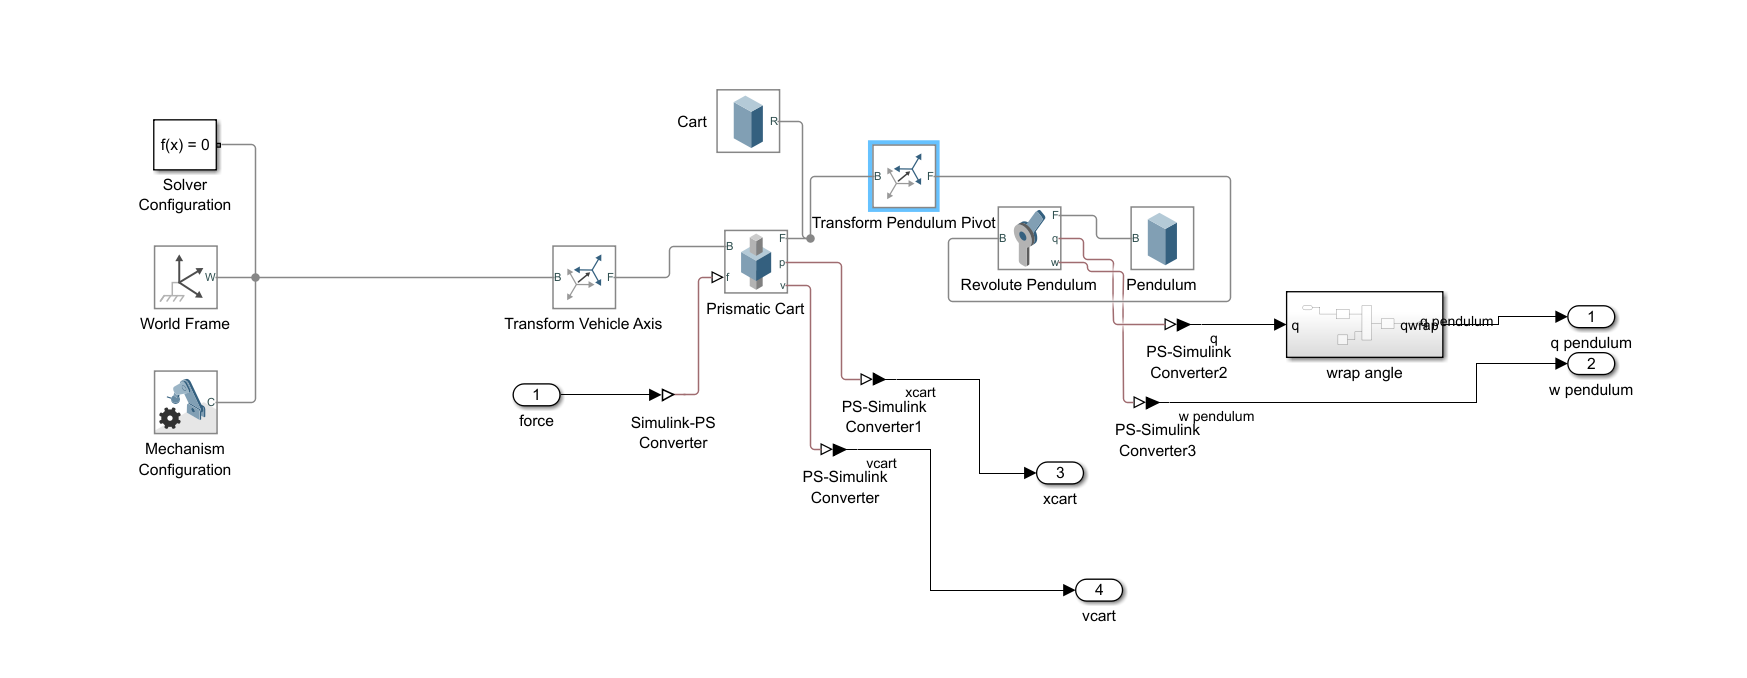 Cart
R
f(x) = 0
Solver
Configuration
B
F
Transform Pendulum Pivot
W
World Frame
B
F
Transform Vehicle Axis
B
f
F
p
v
Prismatic Cart
B
F
q
w
Revolute Pendulum
B
Pendulum
C
Mechanism
Configuration
1
force
Simulink-PS
Converter
q
PS-Simulink
Converter2
q
qwrap
wrap angle
q pendulum
1
q pendulum
2
w pendulum
xcart
PS-Simulink
Converter1
w pendulum
PS-Simulink
Converter3
vcart
PS-Simulink
Converter
3
xcart
4
vcart